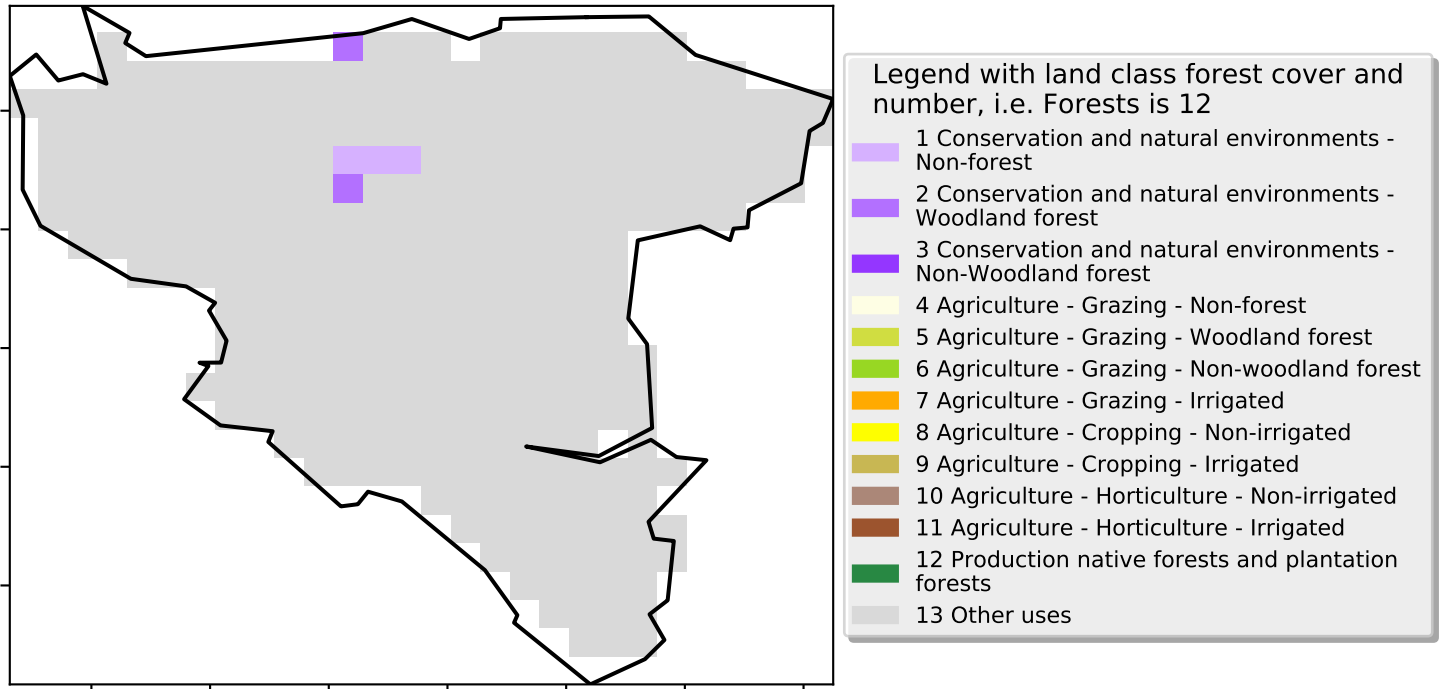 Legend with land class forest cover and
number, i.e. Forests is 12
1 Conservation and natural environments -
Non-forest
2 Conservation and natural environments -
Woodland forest
3 Conservation and natural environments -
Non-Woodland forest
4 Agriculture - Grazing - Non-forest
5 Agriculture - Grazing - Woodland forest
6 Agriculture - Grazing - Non-woodland forest
7 Agriculture - Grazing - Irrigated
8 Agriculture - Cropping - Non-irrigated
9 Agriculture - Cropping - Irrigated
10 Agriculture - Horticulture - Non-irrigated
11 Agriculture - Horticulture - Irrigated
12 Production native forests and plantation
forests
13 Other uses